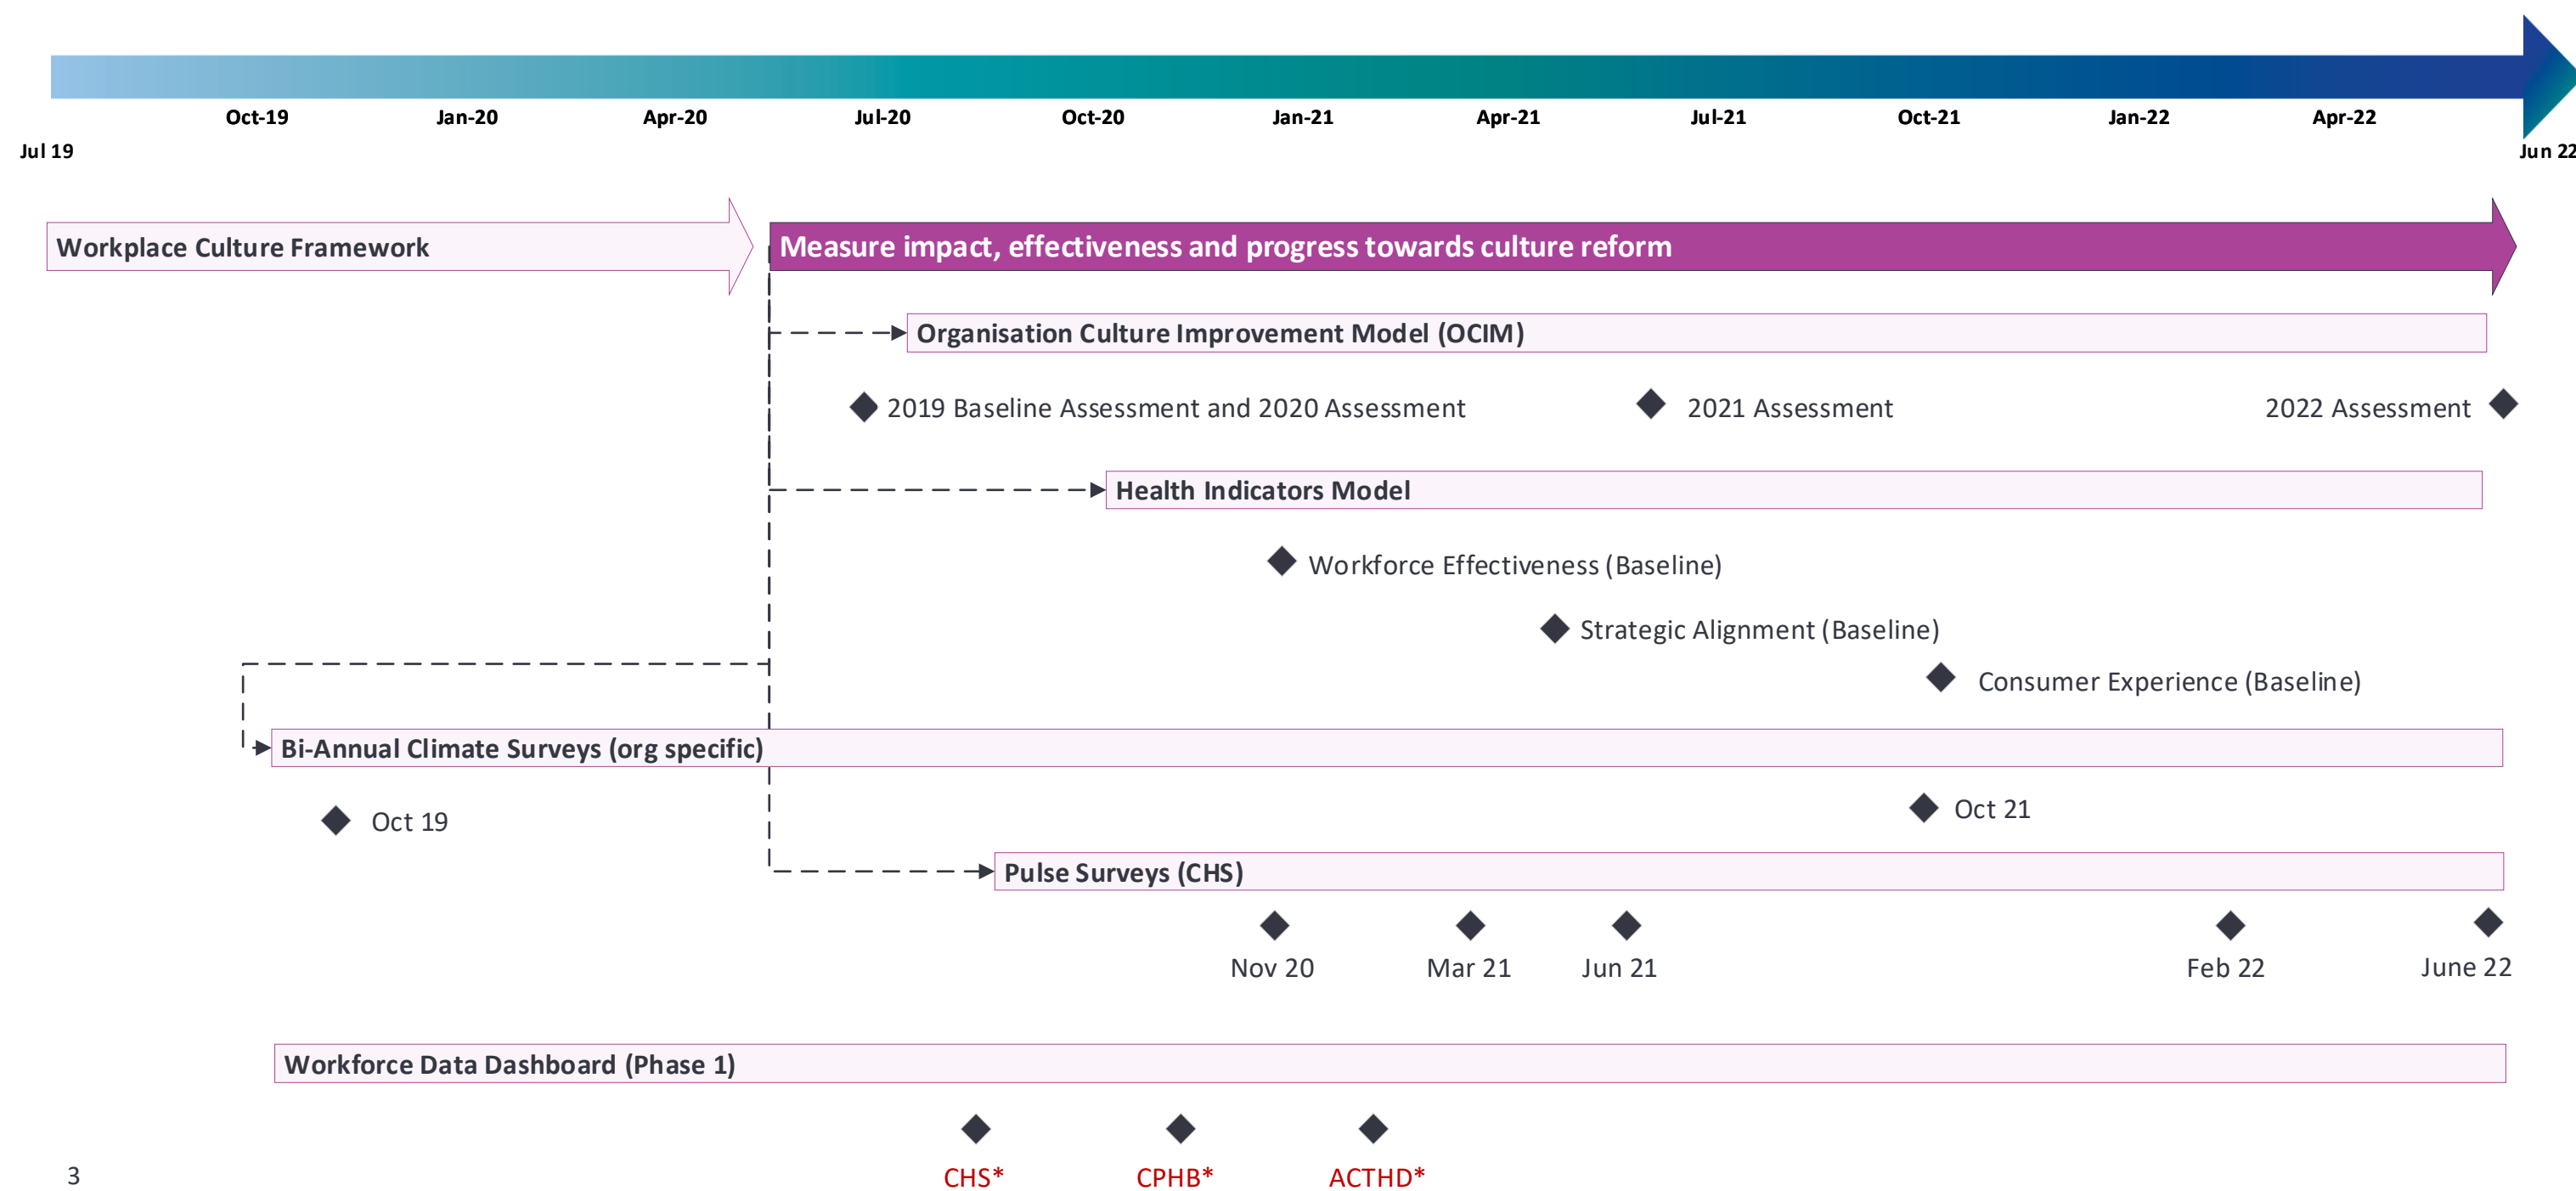 Oct-19 Jan-20 Apr-20 Jul-20 Oct-20 Jan-21 Apr-21 Jul-21 Oct-21 Jan-22 Apr-22
Jul 19 Jun 22
Workplace Culture Framework
Measure impact, effectiveness and progress towards culture reform
Organisation Culture Improvement Model (OCIM)
2019 Baseline Assessment and 2020 Assessment 2021 Assessment 2022 Assessment
Health Indicators Model
Workforce Effectiveness (Baseline)
Strategic Alignment (Baseline)
Consumer Experience (Baseline)
Bi-Annual Climate Surveys (org specific)
Oct 19 Oct 21
Pulse Surveys (CHS)
Nov 20 Mar 21 Jun 21 Feb 22 June 22
Workforce Data Dashboard (Phase 1)
CHS* CPHB* ACTHD*
3